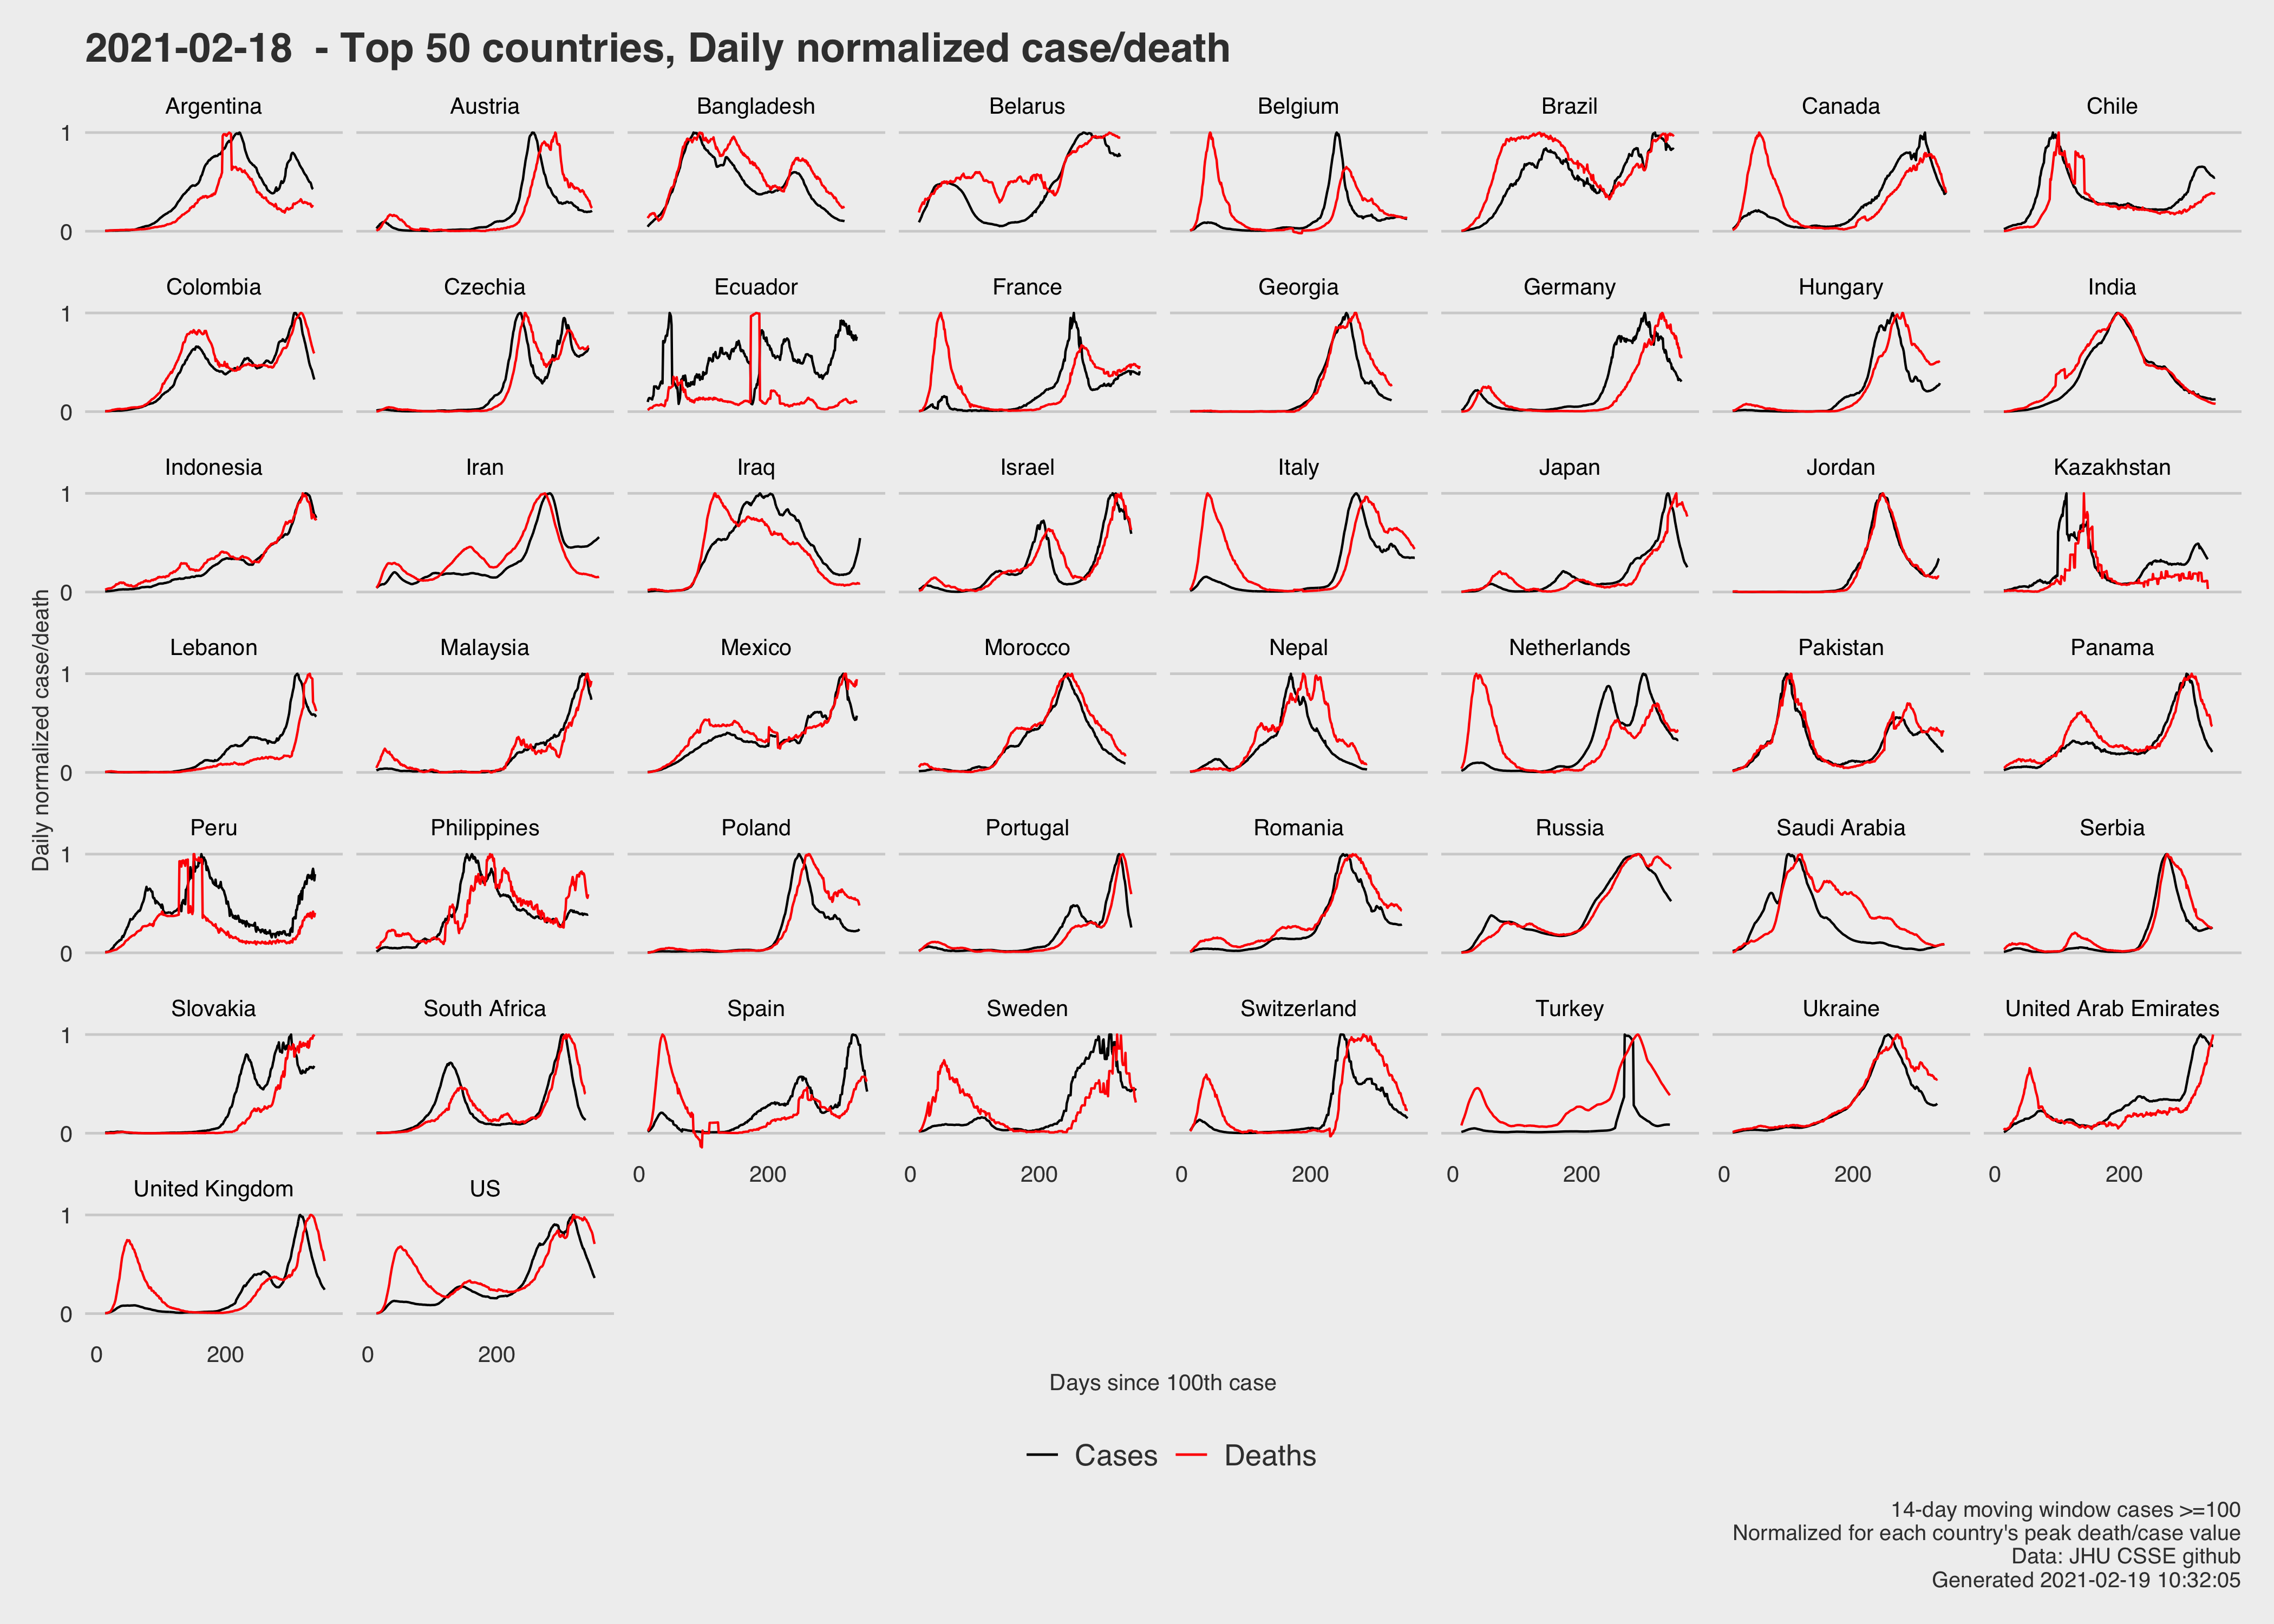 2021-02-18  - Top 50 countries, Daily normalized case/death
Argentina Austria Bangladesh Belarus Belgium Brazil Canada Chile
1
0
Colombia Czechia Ecuador France Georgia Germany Hungary India
1
0
Indonesia Iran Iraq Israel Italy Japan Jordan Kazakhstan
1
0
Daily normalized case/death
Lebanon Malaysia Mexico Morocco Nepal Netherlands Pakistan Panama
1
0
Peru Philippines Poland Portugal Romania Russia Saudi Arabia Serbia
1
0
Slovakia South Africa Spain Sweden Switzerland Turkey Ukraine United Arab Emirates
1
0
0 200 0 200 0 200 0 200 0 200 0 200
United Kingdom US
1
0
0 200 0 200
Days since 100th case
Cases Deaths
14-day moving window cases >=100
Normalized for each country's peak death/case value
Data: JHU CSSE github
Generated 2021-02-19 10:32:05